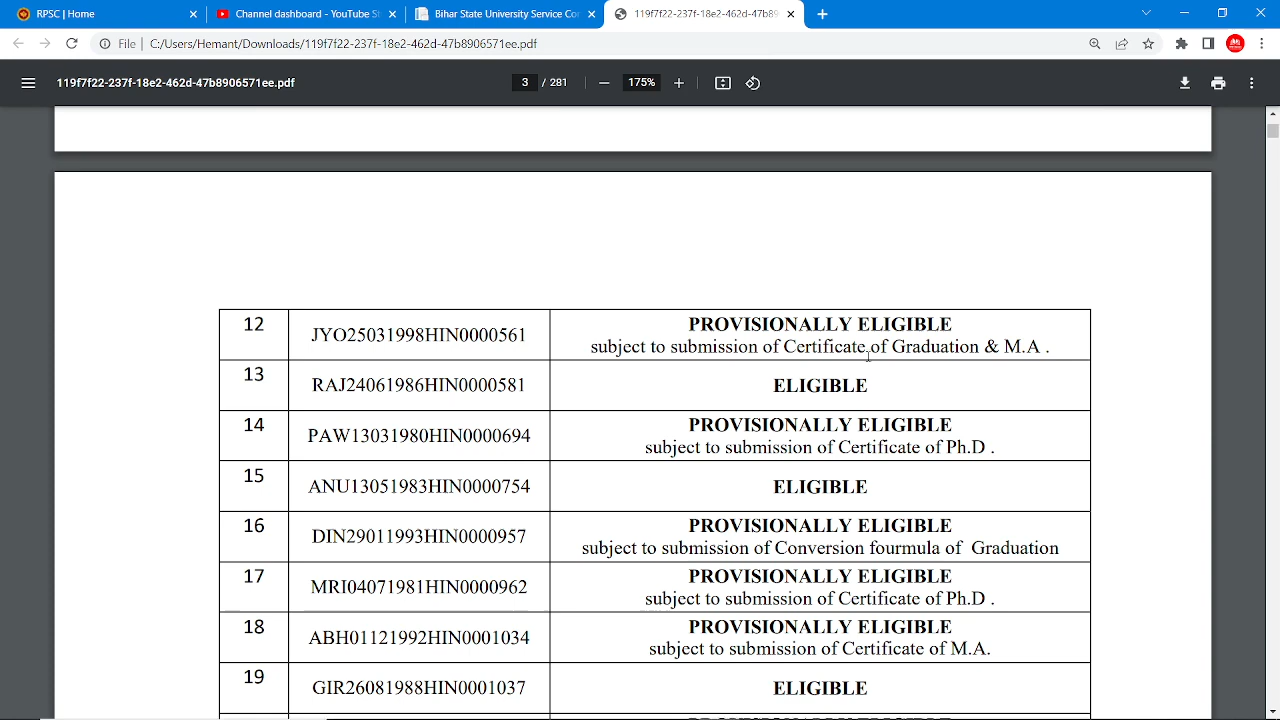 RPSC | Home
Channel dashboard - YouTube St
Bihar State University Service Cor
119f7f22-237f-18e2-462d-47b89
File
C:/Users/Hemant/Downloads/119f7f22-237f-18e2-462d-47b8906571ee.pdf
119f7f22-237f-18e2-462d-47b8906571ee.pdf
3 / 281
175%
12 JYO25031998HIN0000561 PROVISIONALLY ELIGIBLE
subject to submission of Certificate of Graduation & M.A .
13 RAJ24061986HIN0000581 ELIGIBLE
14 PAW13031980HIN0000694 PROVISIONALLY ELIGIBLE
subject to submission of Certificate of Ph.D .
15 ANU13051983HIN0000754 ELIGIBLE
16 DIN29011993HIN0000957 PROVISIONALLY ELIGIBLE
subject to submission of Conversion fourmula of Graduation
17 MRI04071981HIN0000962 PROVISIONALLY ELIGIBLE
subject to submission of Certificate of Ph.D .
18 ABH01121992HIN0001034 PROVISIONALLY ELIGIBLE
subject to submission of Certificate of M.A.
19 GIR26081988HIN0001037 ELIGIBLE